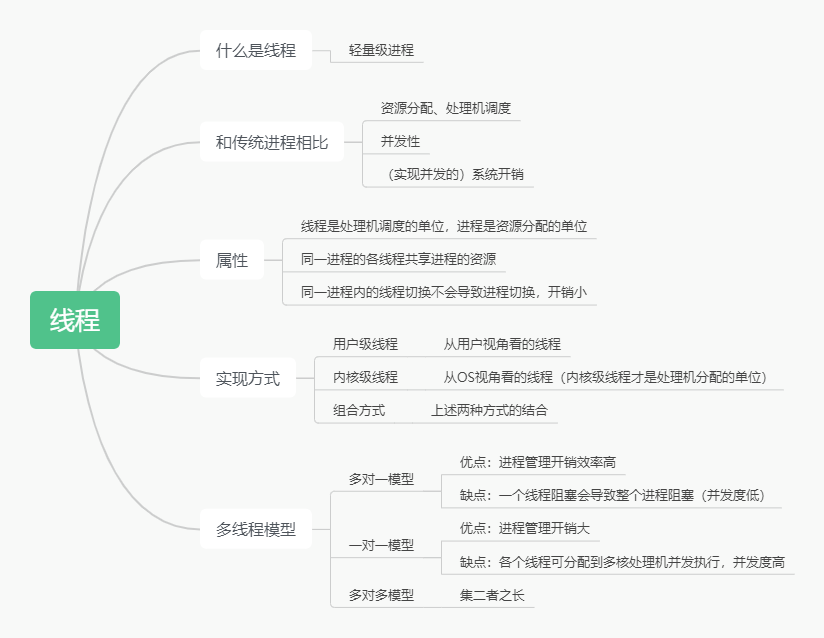 线程
什么是线程
轻量级进程
和传统进程相比
资源分配、处理机调度
并发性
（实现并发的）系统开销
属性
线程是处理机调度的单位，进程是资源分配的单位
同一进程的各线程共享进程的资源
同一进程内的线程切换不会导致进程切换，开销小
实现方式
用户级线程
从用户视角看的线程
内核级线程
从OS视角看的线程（内核级线程才是处理机分配的单位）
组合方式
上述两种方式的结合
多线程模型
多对一模型
优点：进程管理开销效率高
缺点：一个线程阻塞会导致整个进程阻塞（并发度低）
一对一模型
优点：进程管理开销大
缺点：各个线程可分配到多核处理机并发执行，并发度高
多对多模型
集二者之长